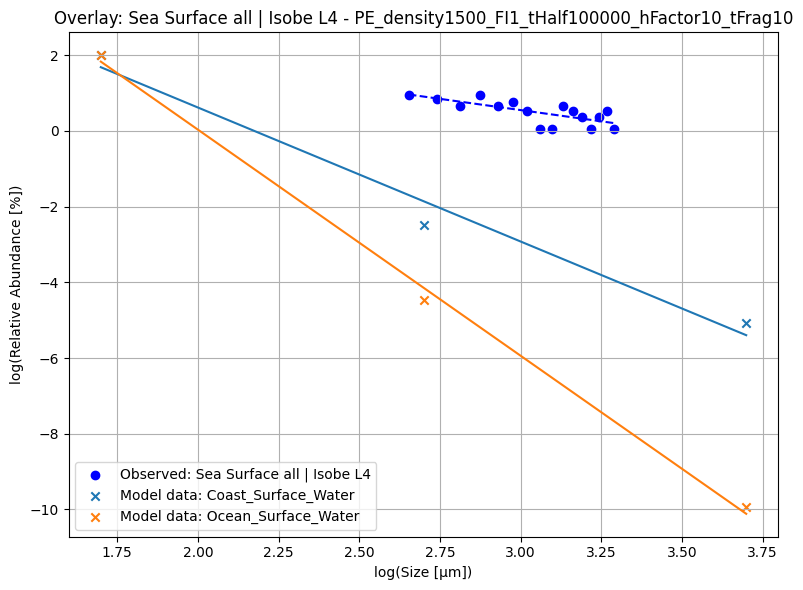 Overlay: Sea Surface all | Isobe L4 - PE_density1500_FI1_tHalf100000_hFactor10_tFrag10
log(Relative Abundance [%])
2
0
−2
−4
−6
−8
−10
Observed: Sea Surface all | Isobe L4
Model data: Coast_Surface_Water
Model data: Ocean_Surface_Water
1.75 2.00 2.25 2.50 2.75 3.00 3.25 3.50 3.75
log(Size [µm])